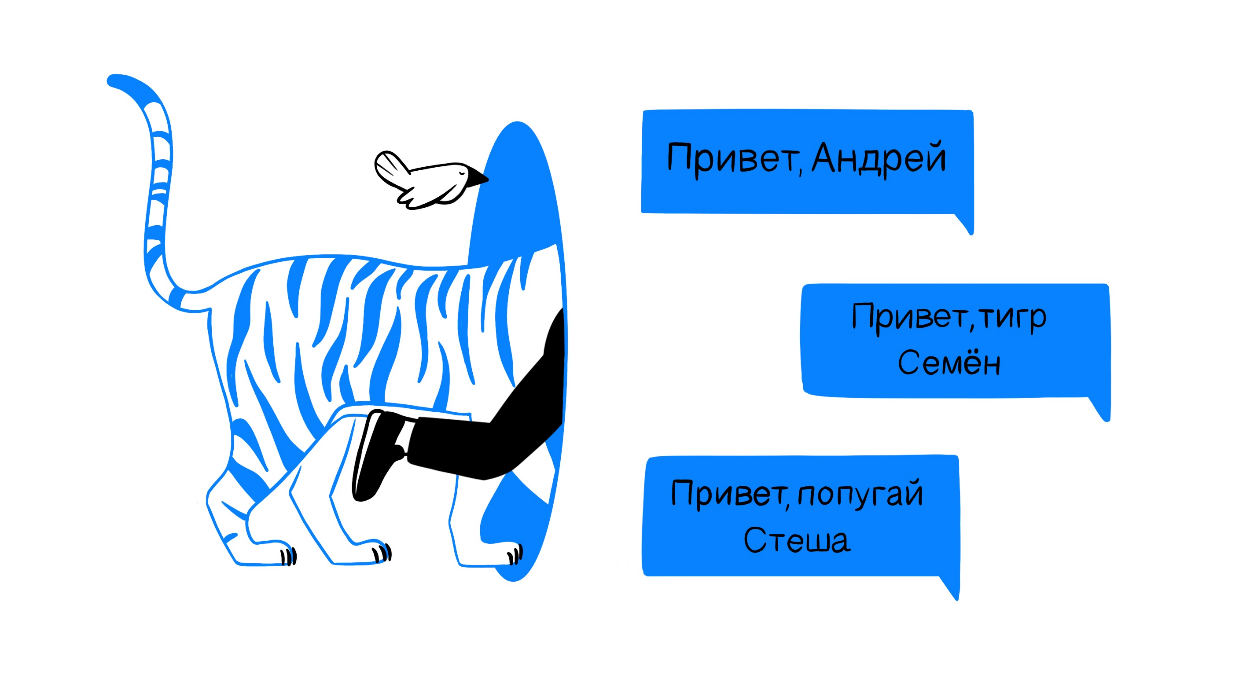 Привет, Андрей
Привет, тигр
Семён
Привет, попугай
Стеша